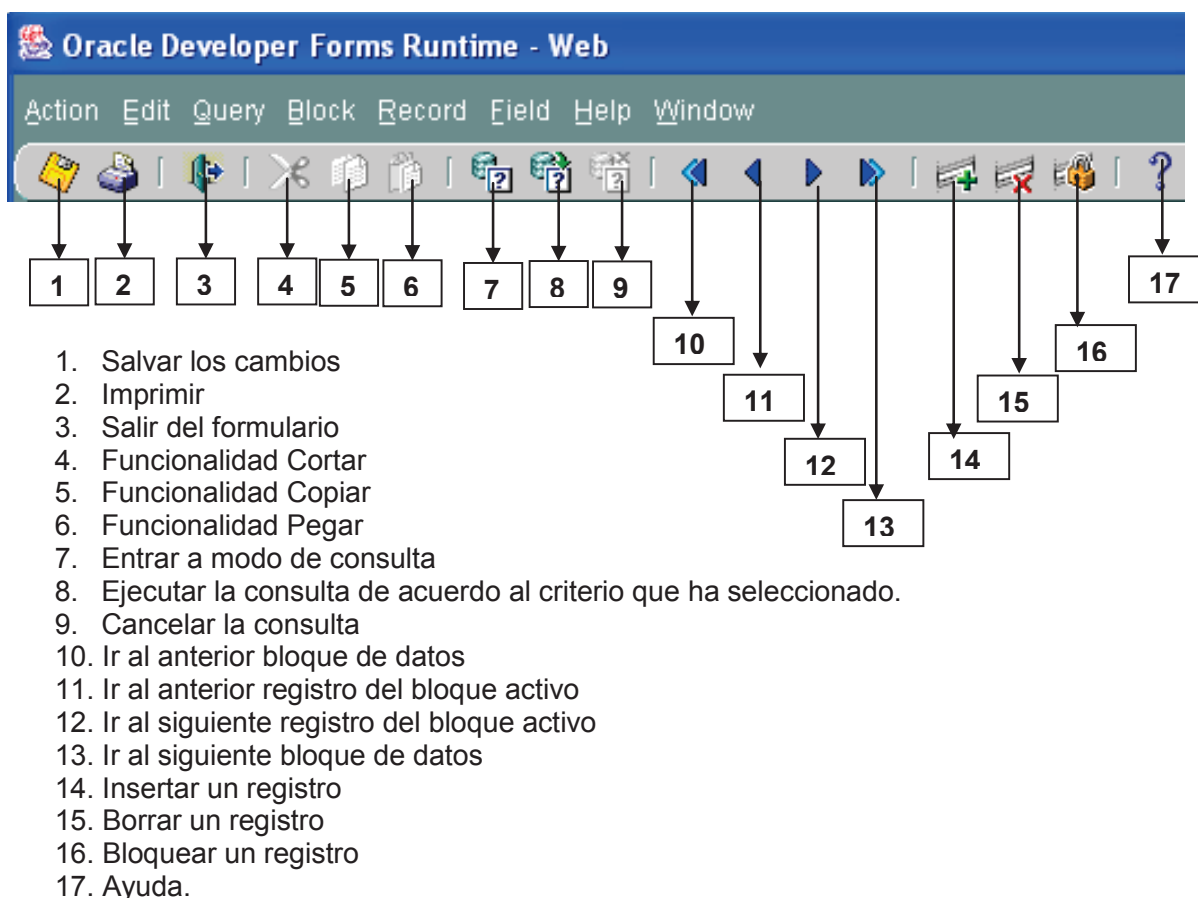 Oracle Developer Forms Runtime - Web
Action Edit Query Block Record Field Help Window
1 2 3 4 5 6 7 8 9 17
10 16
11 15
12 14
13
1. Salvar los cambios
2. Imprimir
3. Salir del formulario
4. Funcionalidad Cortar
5. Funcionalidad Copiar
6. Funcionalidad Pegar
7. Entrar a modo de consulta
8. Ejecutar la consulta de acuerdo al criterio que ha seleccionado.
9. Cancelar la consulta
10. Ir al anterior bloque de datos
11. Ir al anterior registro del bloque activo
12. Ir al siguiente registro del bloque activo
13. Ir al siguiente bloque de datos
14. Insertar un registro
15. Borrar un registro
16. Bloquear un registro
17. Ayuda.